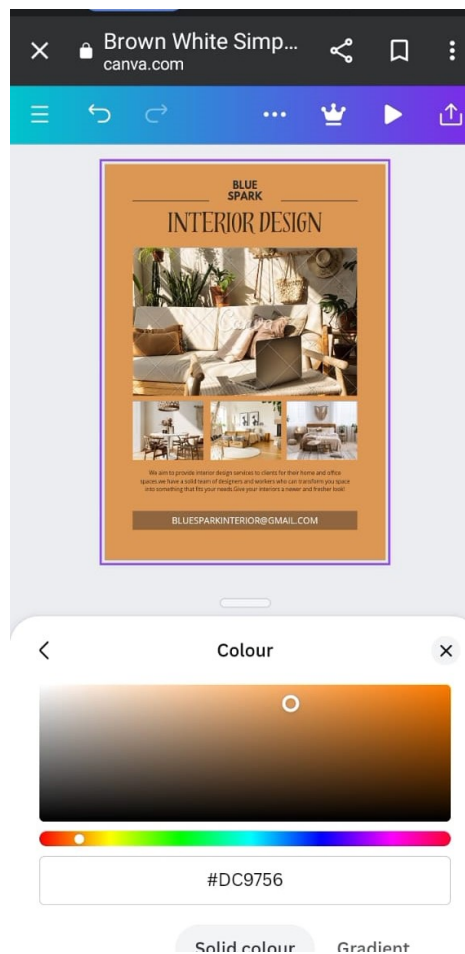 Brown White Simp...
canva.com
BLUE
SPARK
INTERIOR DESIGN
Canva
We aim to provide interior design services to clients for their home and office
spaces,we have a solid team of designers and workers who can transform you space
into something that fits your needs.Give your interiors a newer and fresher look!
BLUESPARKINTERIOR@GMAIL.COM
Colour
#DC9756
Solid colour
Gradient